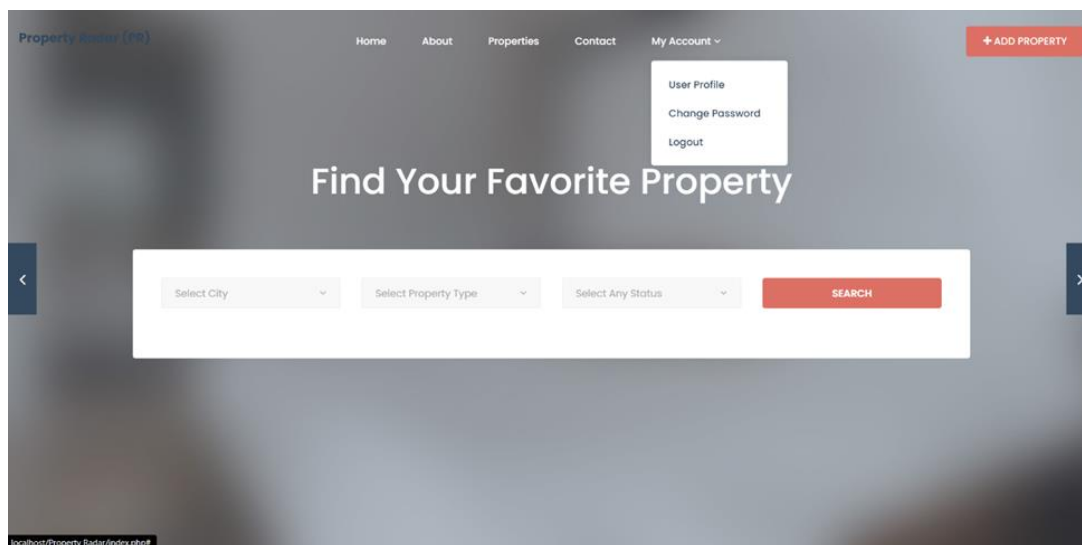 Property Radar (PR)
Home About Properties Contact My Account
+ ADD PROPERTY
User Profile
Change Password
Logout
Find Your Favorite Property
Select City Select Property Type Select Any Status SEARCH
localhost/Property Radar/index.php#